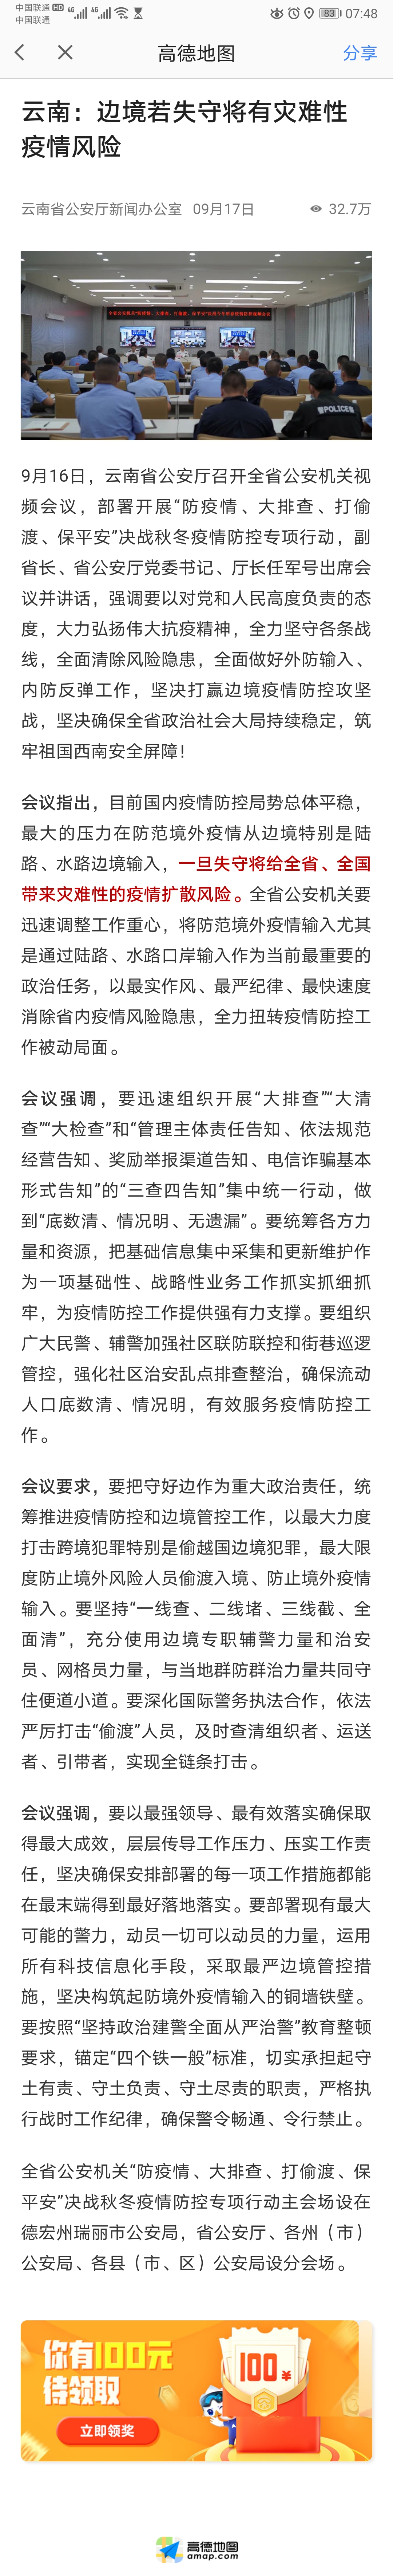 中国联通 HD 4G 4G
中国联通
83 07:48
高德地图
分享
云南：边境若失守将有灾难性
疫情风险
云南省公安厅新闻办公室 09月17日 32.7万
POLICE
9月16日，云南省公安厅召开全省公安机关视
频会议，部署开展“防疫情、大排查、打偷
渡、保平安”决战秋冬疫情防控专项行动，副
省长、省公安厅党委书记、厅长任军号出席会
议并讲话，强调要以对党和人民高度负责的态
度，大力弘扬伟大抗疫精神，全力坚守各条战
线，全面清除风险隐患，全面做好外防输入、
内防反弹工作，坚决打赢边境疫情防控攻坚
战，坚决确保全省政治社会大局持续稳定，筑
牢祖国西南安全屏障！
会议指出，目前国内疫情防控局势总体平稳，
最大的压力在防范境外疫情从边境特别是陆
路、水路边境输入，一旦失守将给全省、全国
带来灾难性的疫情扩散风险。全省公安机关要
迅速调整工作重心，将防范境外疫情输入尤其
是通过陆路、水路口岸输入作为当前最重要的
政治任务，以最实作风、最严纪律、最快速度
消除省内疫情风险隐患，全力扭转疫情防控工
作被动局面。
会议强调，要迅速组织开展“大排查”“大清
查”“大检查”和“管理主体责任告知、依法规范
经营告知、奖励举报渠道告知、电信诈骗基本
形式告知”的“三查四告知”集中统一行动，做
到“底数清、情况明、无遗漏”。要统筹各方力
量和资源，把基础信息集中采集和更新维护作
为一项基础性、战略性业务工作抓实抓细抓
牢，为疫情防控工作提供强有力支撑。要组织
广大民警、辅警加强社区联防联控和街巷巡逻
管控，强化社区治安乱点排查整治，确保流动
人口底数清、情况明，有效服务疫情防控工
作。
会议要求，要把守好边作为重大政治责任，统
筹推进疫情防控和边境管控工作，以最大力度
打击跨境犯罪特别是偷越国边境犯罪，最大限
度防止境外风险人员偷渡入境、防止境外疫情
输入。要坚持“一线查、二线堵、三线截、全
面清”，充分使用边境专职辅警力量和治安
员、网格员力量，与当地群防群治力量共同守
住便道小道。要深化国际警务执法合作，依法
严厉打击“偷渡”人员，及时查清组织者、运送
者、引带者，实现全链条打击。
会议强调，要以最强领导、最有效落实确保取
得最大成效，层层传导工作压力、压实工作责
任，坚决确保安排部署的每一项工作措施都能
在最末端得到最好落地落实。要部署现有最大
可能的警力，动员一切可以动员的力量，运用
所有科技信息化手段，采取最严边境管控措
施，坚决构筑起防境外疫情输入的铜墙铁壁。
要按照“坚持政治建警全面从严治警”教育整顿
要求，锚定“四个铁一般”标准，切实承担起守
土有责、守土负责、守土尽责的职责，严格执
行战时工作纪律，确保警令畅通、令行禁止。
全省公安机关“防疫情、大排查、打偷渡、保
平安”决战秋冬疫情防控专项行动主会场设在
德宏州瑞丽市公安局，省公安厅、各州（市）
公安局、各县（市、区）公安局设分会场。
你有100元
待领取
立即领奖
100¥
高德地图
amap.com